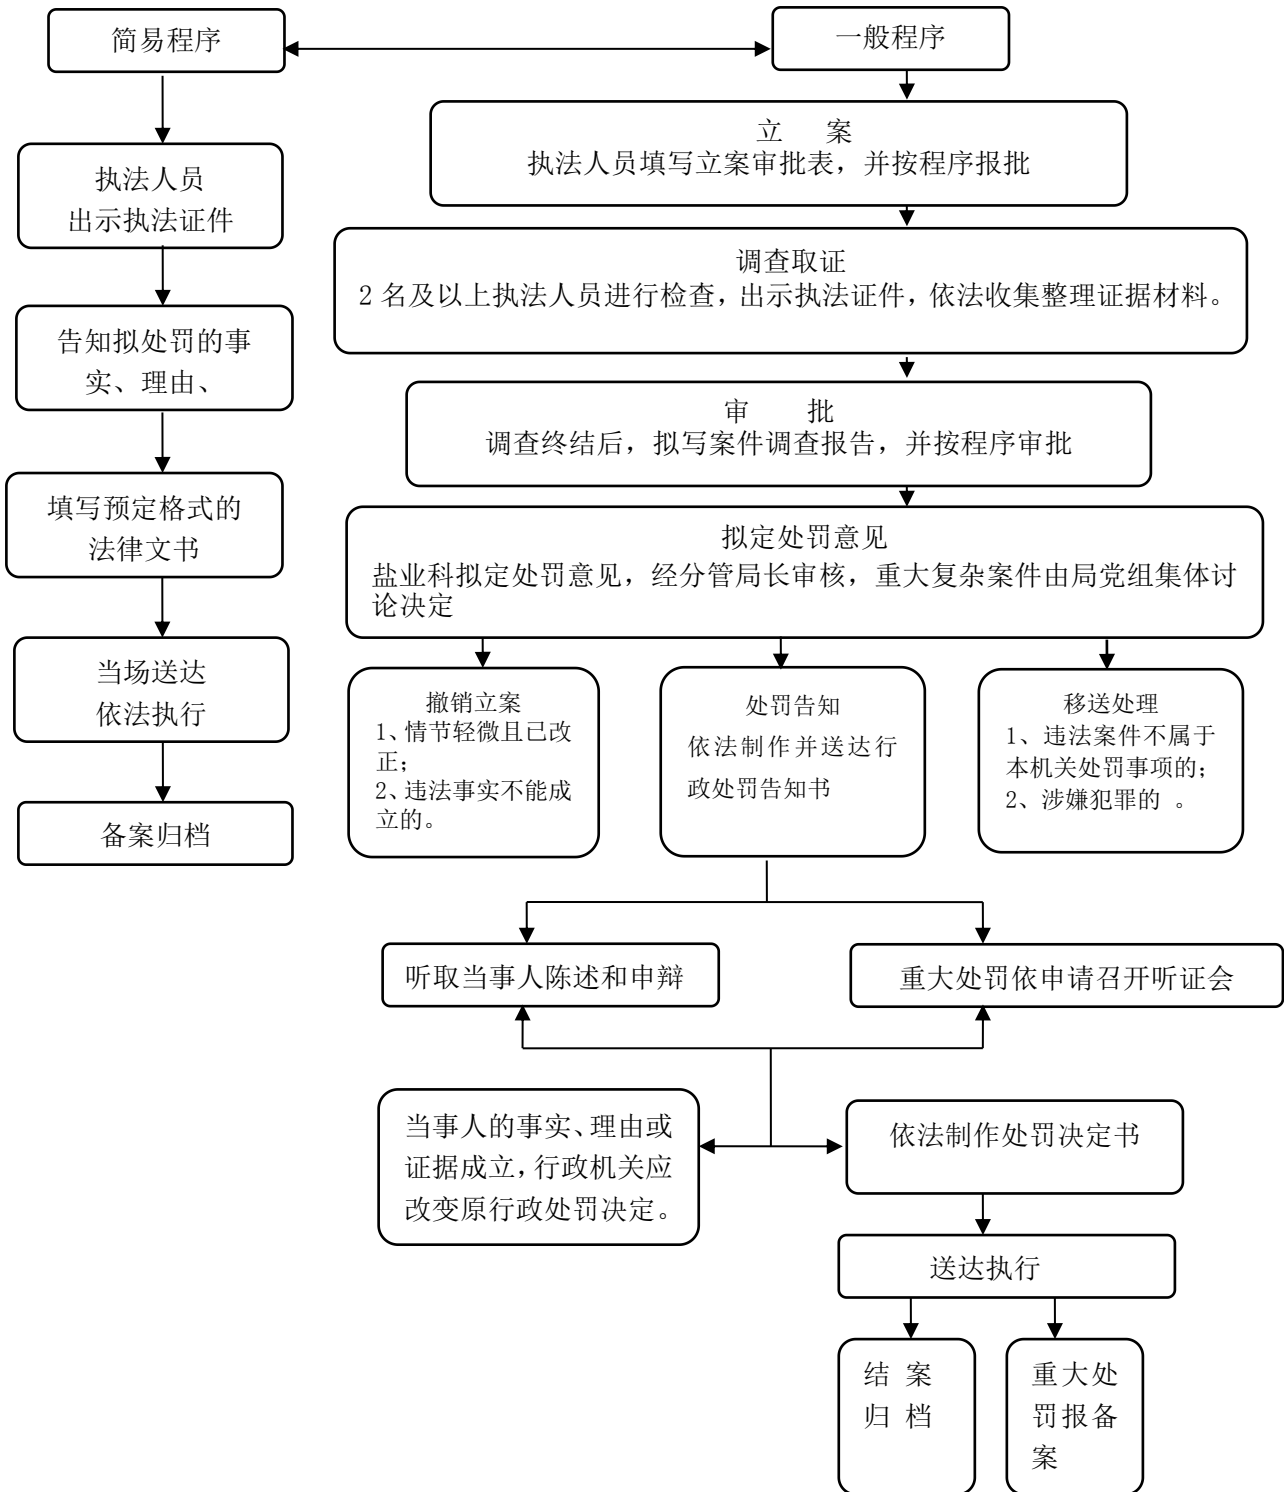 简易程序
一般程序
执法人员
出示执法证件
告知拟处罚的事
实、理由、
填写预定格式的
法律文书
当场送达
依法执行
备案归档
立 案
执法人员填写立案审批表，并按程序报批
调查取证
2 名及以上执法人员进行检查，出示执法证件，依法收集整理证据材料。
审 批
调查终结后，拟写案件调查报告，并按程序审批
拟定处罚意见
盐业科拟定处罚意见，经分管局长审核，重大复杂案件由局党组集体讨
论决定
撤销立案
1、情节轻微且已改
正；
2、违法事实不能成
立的。
处罚告知
依法制作并送达行
政处罚告知书
移送处理
1、违法案件不属于
本机关处罚事项的；
2、涉嫌犯罪的 。
听取当事人陈述和申辩
重大处罚依申请召开听证会
当事人的事实、理由或
证据成立，行政机关应
改变原行政处罚决定。
依法制作处罚决定书
送达执行
结 案
归 档
重大处
罚报备
案